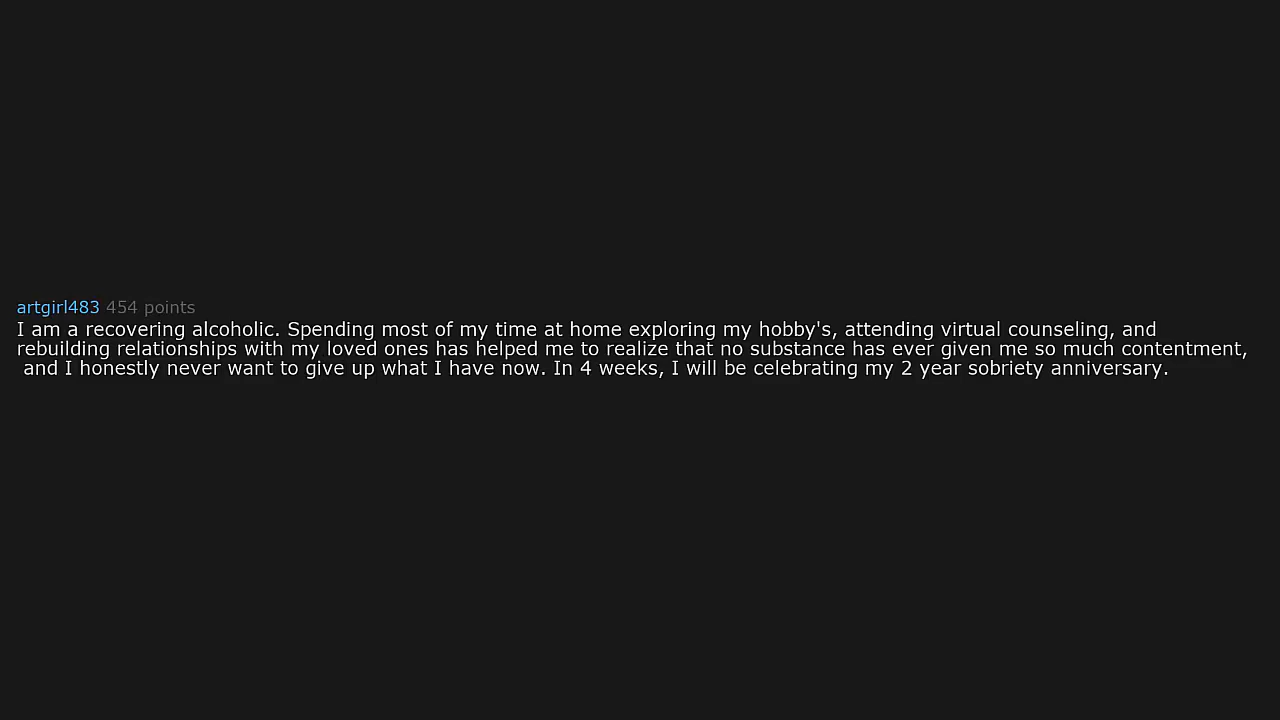 artgirl483 454 points
I am a recovering alcoholic. Spending most of my time at home exploring my hobby's, attending virtual counseling, and
rebuilding relationships with my loved ones has helped me to realize that no substance has ever given me so much contentment,
and I honestly never want to give up what I have now. In 4 weeks, I will be celebrating my 2 year sobriety anniversary.